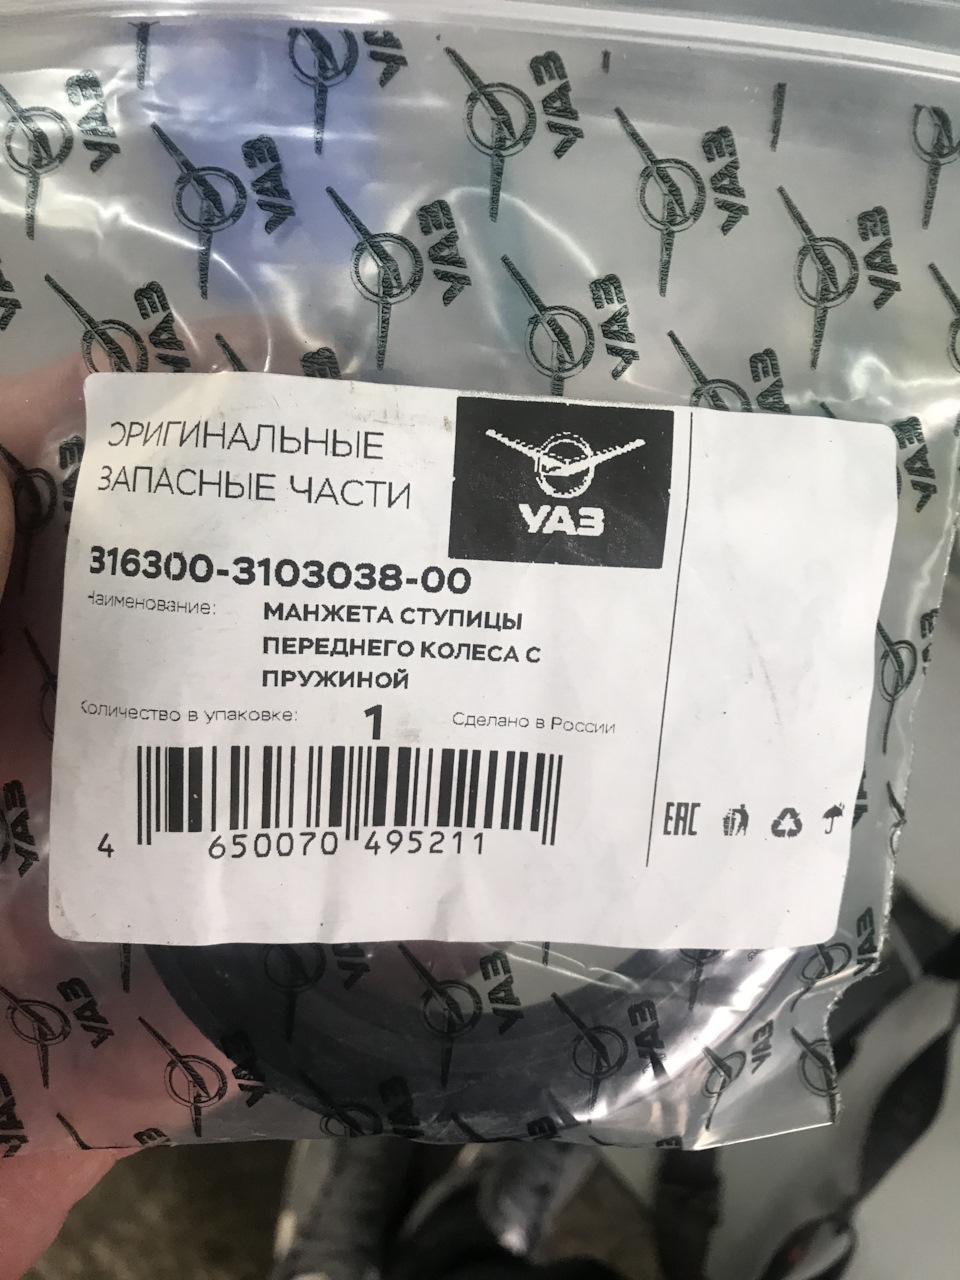 ОРИГИНАЛЬНЫЕ
ЗАПАСНЫЕ ЧАСТИ
УАЗ
316300-3103038-00
Наименование: МАНЖЕТА СТУПИЦЫ
ПЕРЕДНЕГО КОЛЕСА С
ПРУЖИНОЙ
Количество в упаковке: 1 Сделано в России
4 650070 495211
EAC